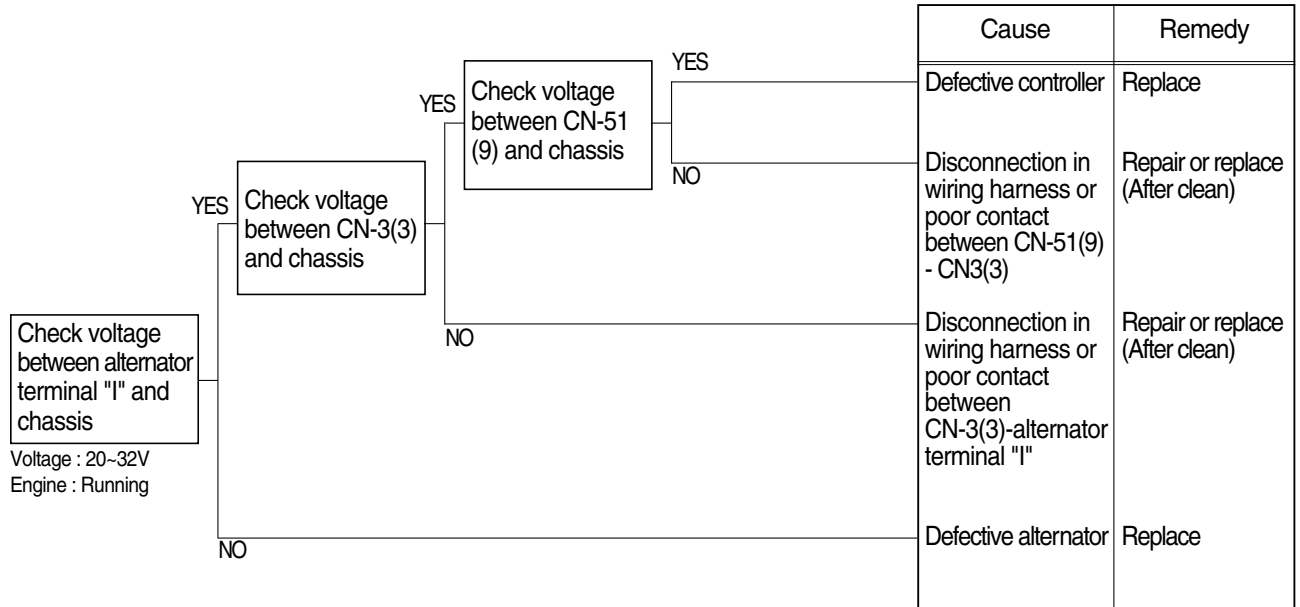 Cause
Remedy
YES
Defective controller
Replace
YES
Check voltage
between CN-51
(9) and chassis
NO
Disconnection in
wiring harness or
poor contact
between CN-51(9)
- CN3(3)
Repair or replace
(After clean)
YES
Check voltage
between CN-3(3)
and chassis
NO
Disconnection in
wiring harness or
poor contact
between
CN-3(3)-alternator
terminal "I"
Repair or replace
(After clean)
Check voltage
between alternator
terminal "I" and
chassis
Voltage : 20~32V
Engine : Running
NO
Defective alternator
Replace